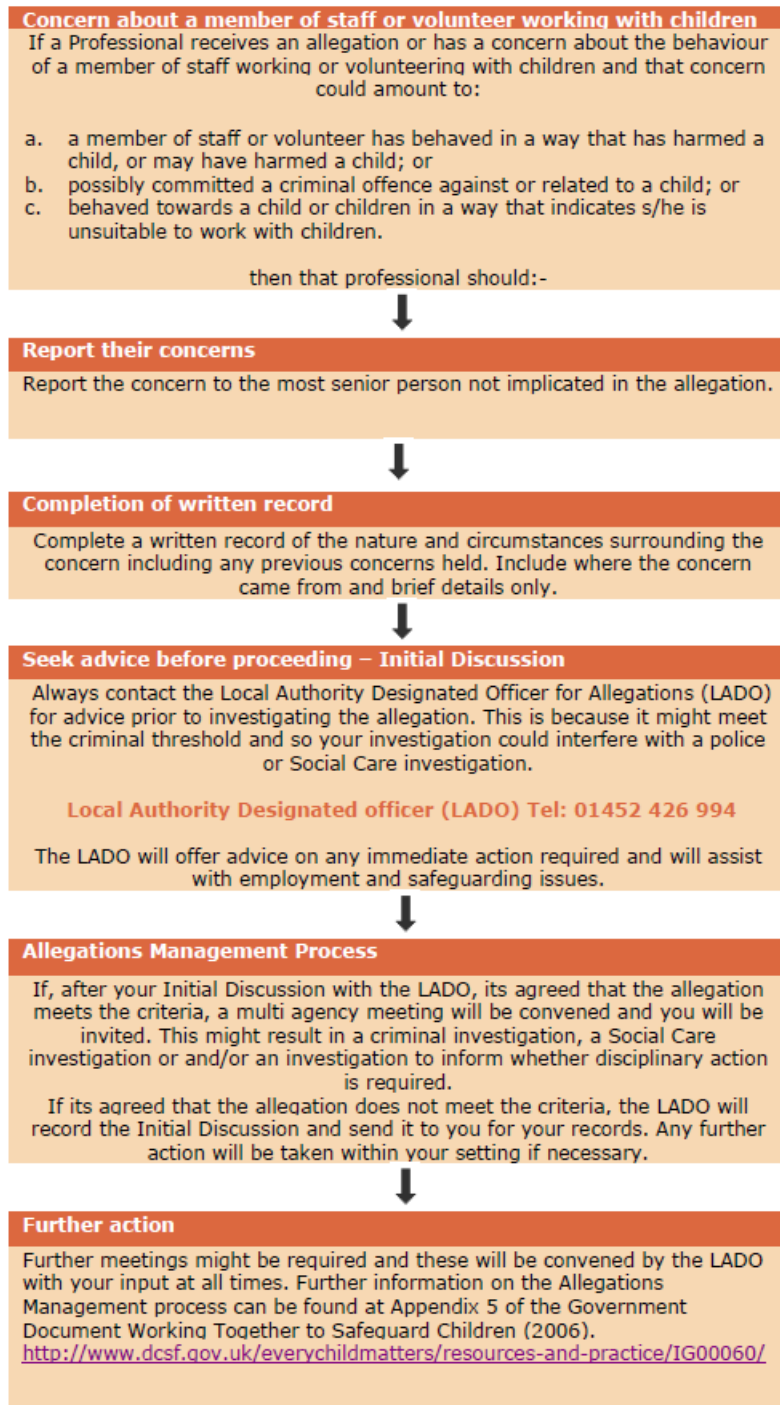 Concern about a member of staff or volunteer working with children
If a Professional receives an allegation or has a concern about the behaviour
of a member of staff working or volunteering with children and that concern
could amount to:
a. a member of staff or volunteer has behaved in a way that has harmed a
child, or may have harmed a child; or
b. possibly committed a criminal offence against or related to a child; or
c. behaved towards a child or children in a way that indicates s/he is
unsuitable to work with children.
then that professional should:-
Report their concerns
Report the concern to the most senior person not implicated in the allegation.
Completion of written record
Complete a written record of the nature and circumstances surrounding the
concern including any previous concerns held. Include where the concern
came from and brief details only.
Seek advice before proceeding – Initial Discussion
Always contact the Local Authority Designated Officer for Allegations (LADO)
for advice prior to investigating the allegation. This is because it might meet
the criminal threshold and so your investigation could interfere with a police
or Social Care investigation.
Local Authority Designated officer (LADO) Tel: 01452 426 994
The LADO will offer advice on any immediate action required and will assist
with employment and safeguarding issues.
Allegations Management Process
If, after your Initial Discussion with the LADO, its agreed that the allegation
meets the criteria, a multi agency meeting will be convened and you will be
invited. This might result in a criminal investigation, a Social Care
investigation or and/or an investigation to inform whether disciplinary action
is required.
If its agreed that the allegation does not meet the criteria, the LADO will
record the Initial Discussion and send it to you for your records. Any further
action will be taken within your setting if necessary.
Further action
Further meetings might be required and these will be convened by the LADO
with your input at all times. Further information on the Allegations
Management process can be found at Appendix 5 of the Government
Document Working Together to Safeguard Children (2006).
http://www.dcsf.gov.uk/everychildmatters/resources-and-practice/IG00060/